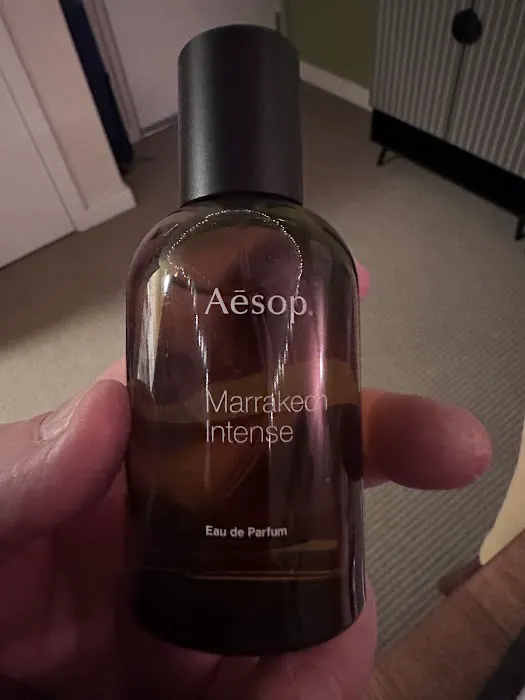 Aēsop.
Marrakech
Intense
Eau de Parfum